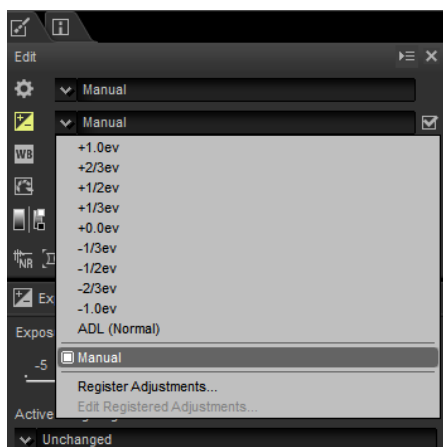 Edit
Manual
Manual
WB
+1.0ev
+2/3ev
+1/2ev
+1/3ev
+0.0ev
-1/3ev
-1/2ev
-2/3ev
-1.0ev
ADL (Normal)
NR
Ex
Manual
Expos
-5
Register Adjustments...
Edit Registered Adjustments...
Active
Unchanged